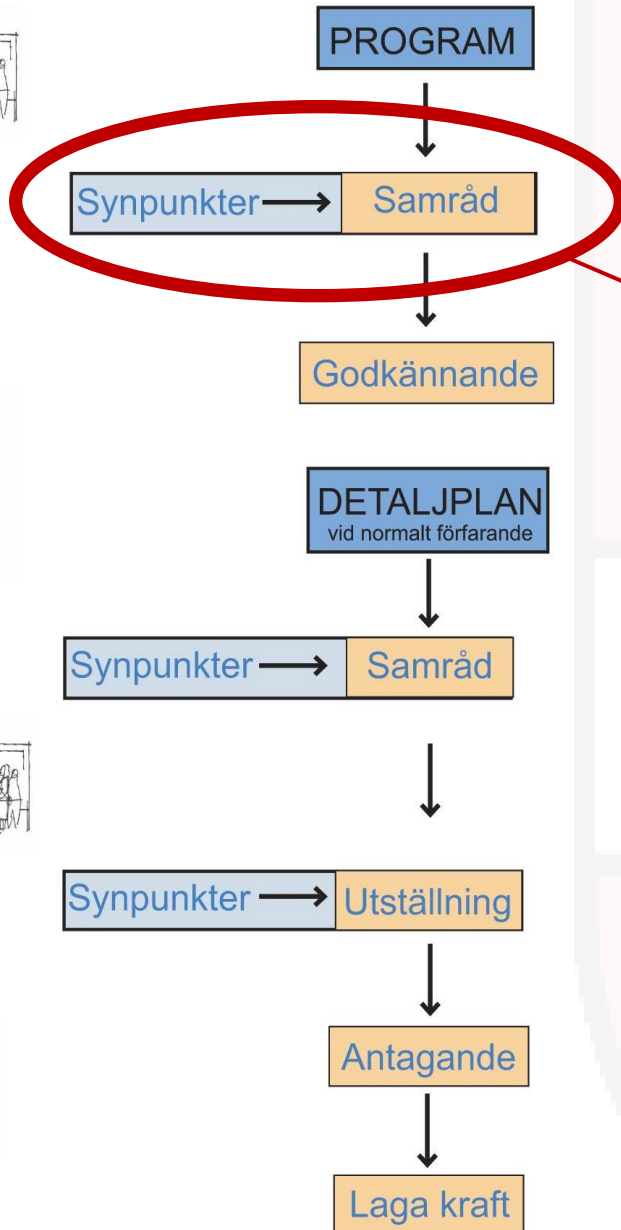 PROGRAM
Synpunkter Samråd
Godkännande
DETALJPLAN
vid normalt förfarande
Synpunkter Samråd
Synpunkter Utställning
Antagande
Laga kraft